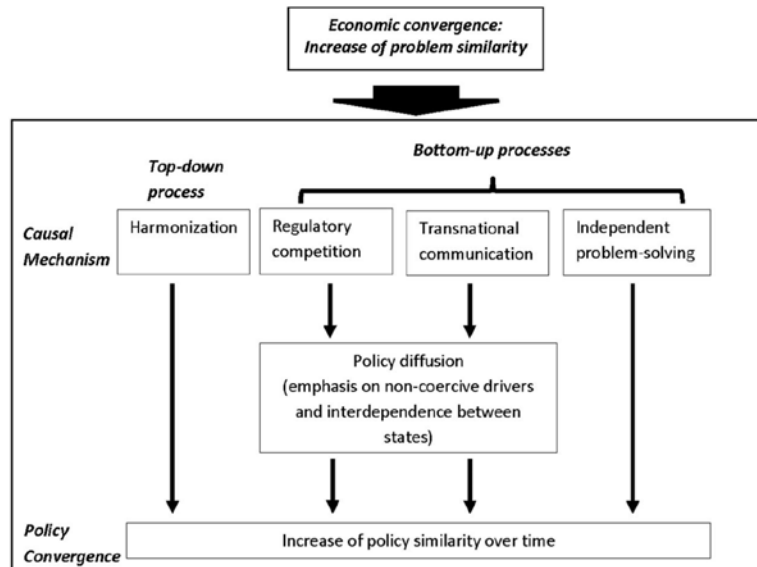 Economic convergence:
Increase of problem similarity
Bottom-up processes
Top-down
process
Causal
Mechanism
Harmonization
Regulatory
competition
Transnational
communication
Independent
problem-solving
Policy diffusion
(emphasis on non-coercive drivers
and interdependence between
states)
Policy
Convergence
Increase of policy similarity over time